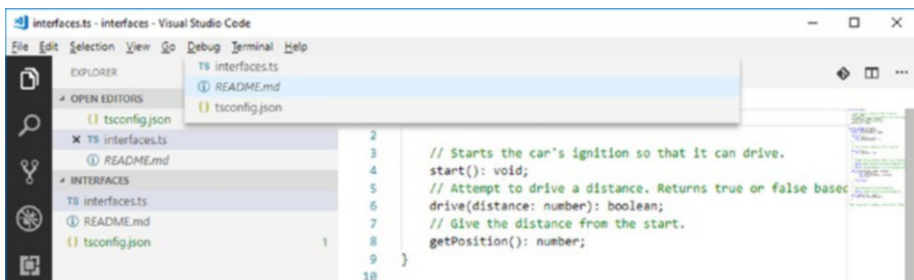 interfaces.ts - interfaces - Visual Studio Code
File Edit Selection View Go Debug Terminal Help
EXPLORER
TS interfaces.ts
README.md
{} tsconfig.json
OPEN EDITORS
{} tsconfig.json
TS interfaces.ts
README.md
INTERFACES
TS interfaces.ts
README.md
{} tsconfig.json 1
2
3 // Starts the car's ignition so that it can drive.
4 start(): void;
5 // Attempt to drive a distance. Returns true or false based
6 drive(distance: number): boolean;
7 // Give the distance from the start.
8 getPosition(): number;
9 }
10